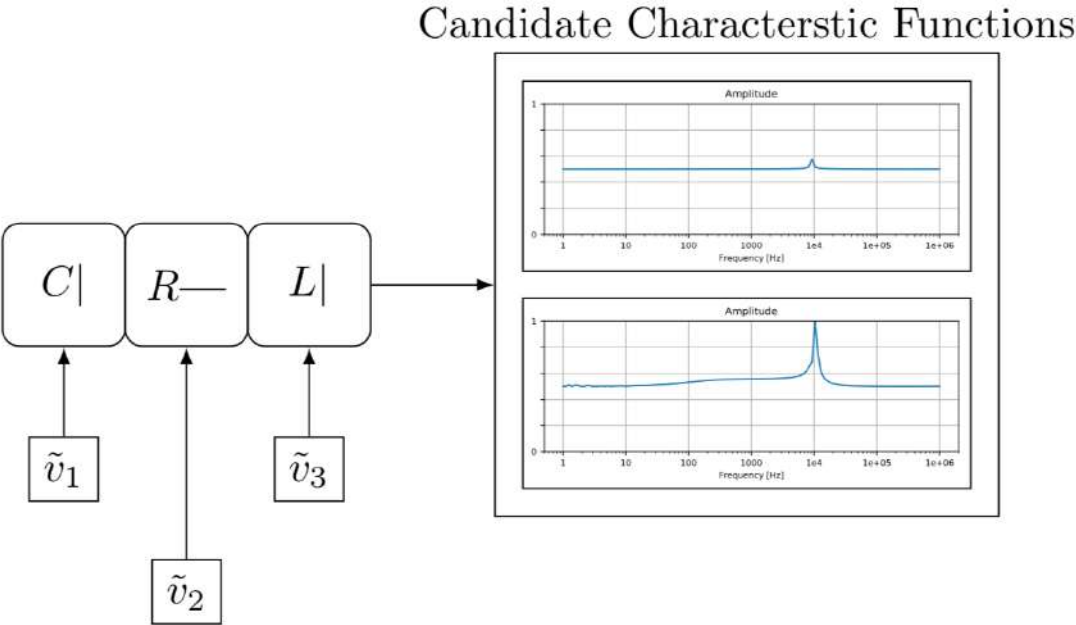 Candidate Characterstic Functions
Amplitude
1
0
1 10 100 1000 1e4 1e+05 1e+06
Frequency [Hz]
C| R— L|
Amplitude
1
0
1 10 100 1000 1e4 1e+05 1e+06
Frequency [Hz]
ṽ1 ṽ3
ṽ2